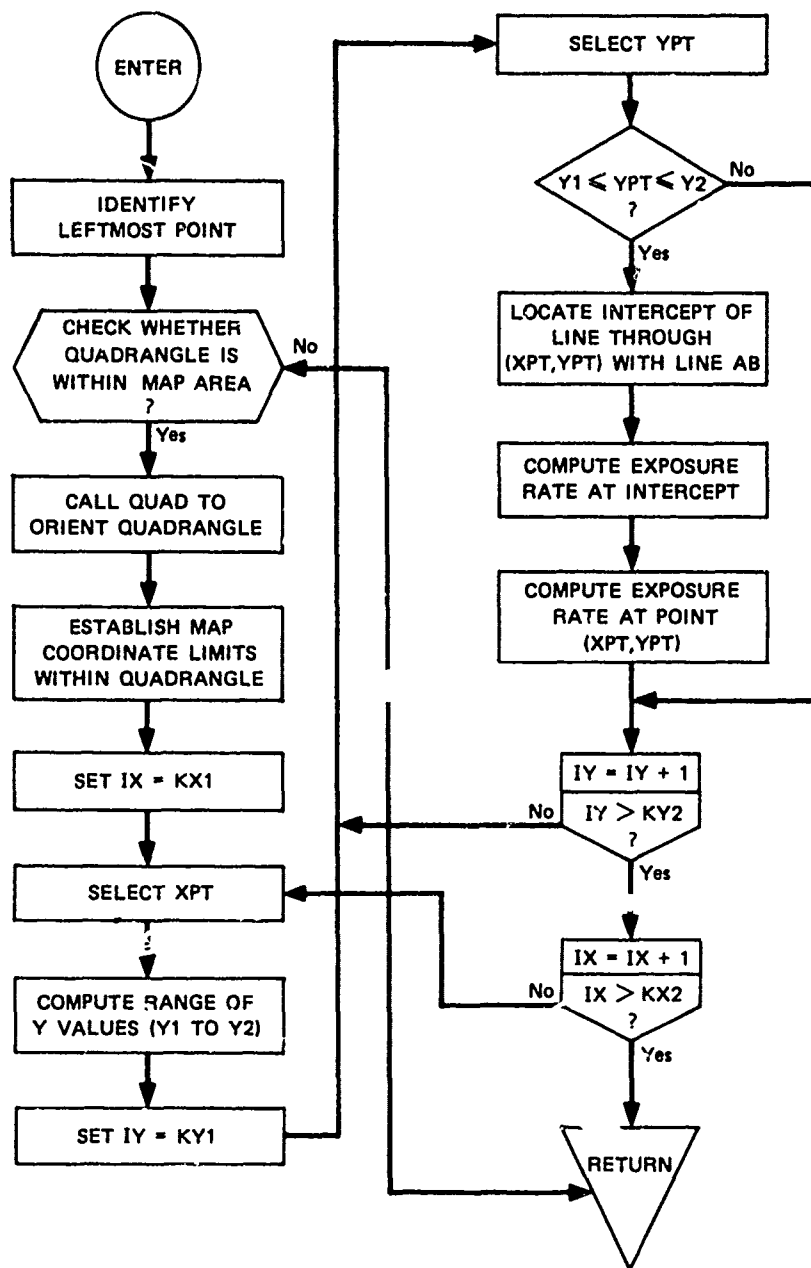 ENTER
IDENTIFY
LEFTMOST POINT
CHECK WHETHER
QUADRANGLE IS
WITHIN MAP AREA
?
No
Yes
CALL QUAD TO
ORIENT QUADRANGLE
ESTABLISH MAP
COORDINATE LIMITS
WITHIN QUADRANGLE
SET IX = KX1
SELECT XPT
COMPUTE RANGE OF
Y VALUES (Y1 TO Y2)
SET IY = KY1
SELECT YPT
Y1 ⩽ YPT ⩽ Y2
?
No
Yes
LOCATE INTERCEPT OF
LINE THROUGH
(XPT,YPT) WITH LINE AB
COMPUTE EXPOSURE
RATE AT INTERCEPT
COMPUTE EXPOSURE
RATE AT POINT
(XPT,YPT)
IY = IY + 1
IY > KY2
?
No
Yes
IX = IX + 1
IX > KX2
?
No
Yes
RETURN